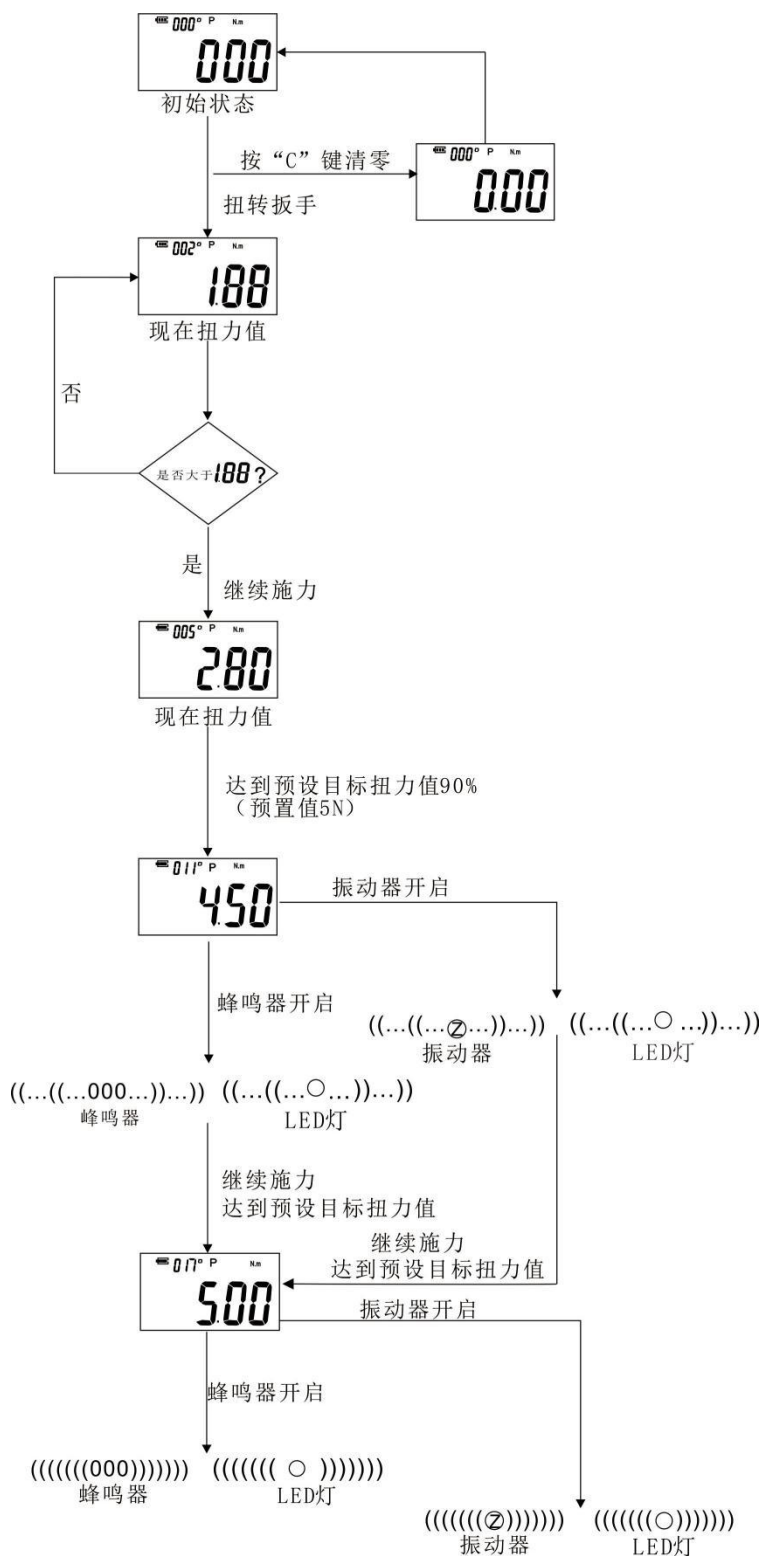 000° P N.m
000
初始状态
按“C”键清零
000° P N.m
0.00
扭转扳手
002° P N.m
1.88
现在扭力值
否
是否大于1.88?
是
继续施力
005° P N.m
2.80
现在扭力值
达到预设目标扭力值90%
（预置值5N）
011° P N.m
4.50
振动器开启
蜂鸣器开启
((...((...Z...))...)) ((...((...○ ...))...))
振动器 LED灯
((...((...000...))...)) ((...((...○...))...))
峰鸣器 LED灯
继续施力
达到预设目标扭力值
继续施力
达到预设目标扭力值
017° P N.m
5.00
振动器开启
蜂鸣器开启
(((((((000))))))) ((((((( ○ )))))))
蜂鸣器 LED灯
(((((((Z))))))) (((((((○)))))))
振动器 LED灯